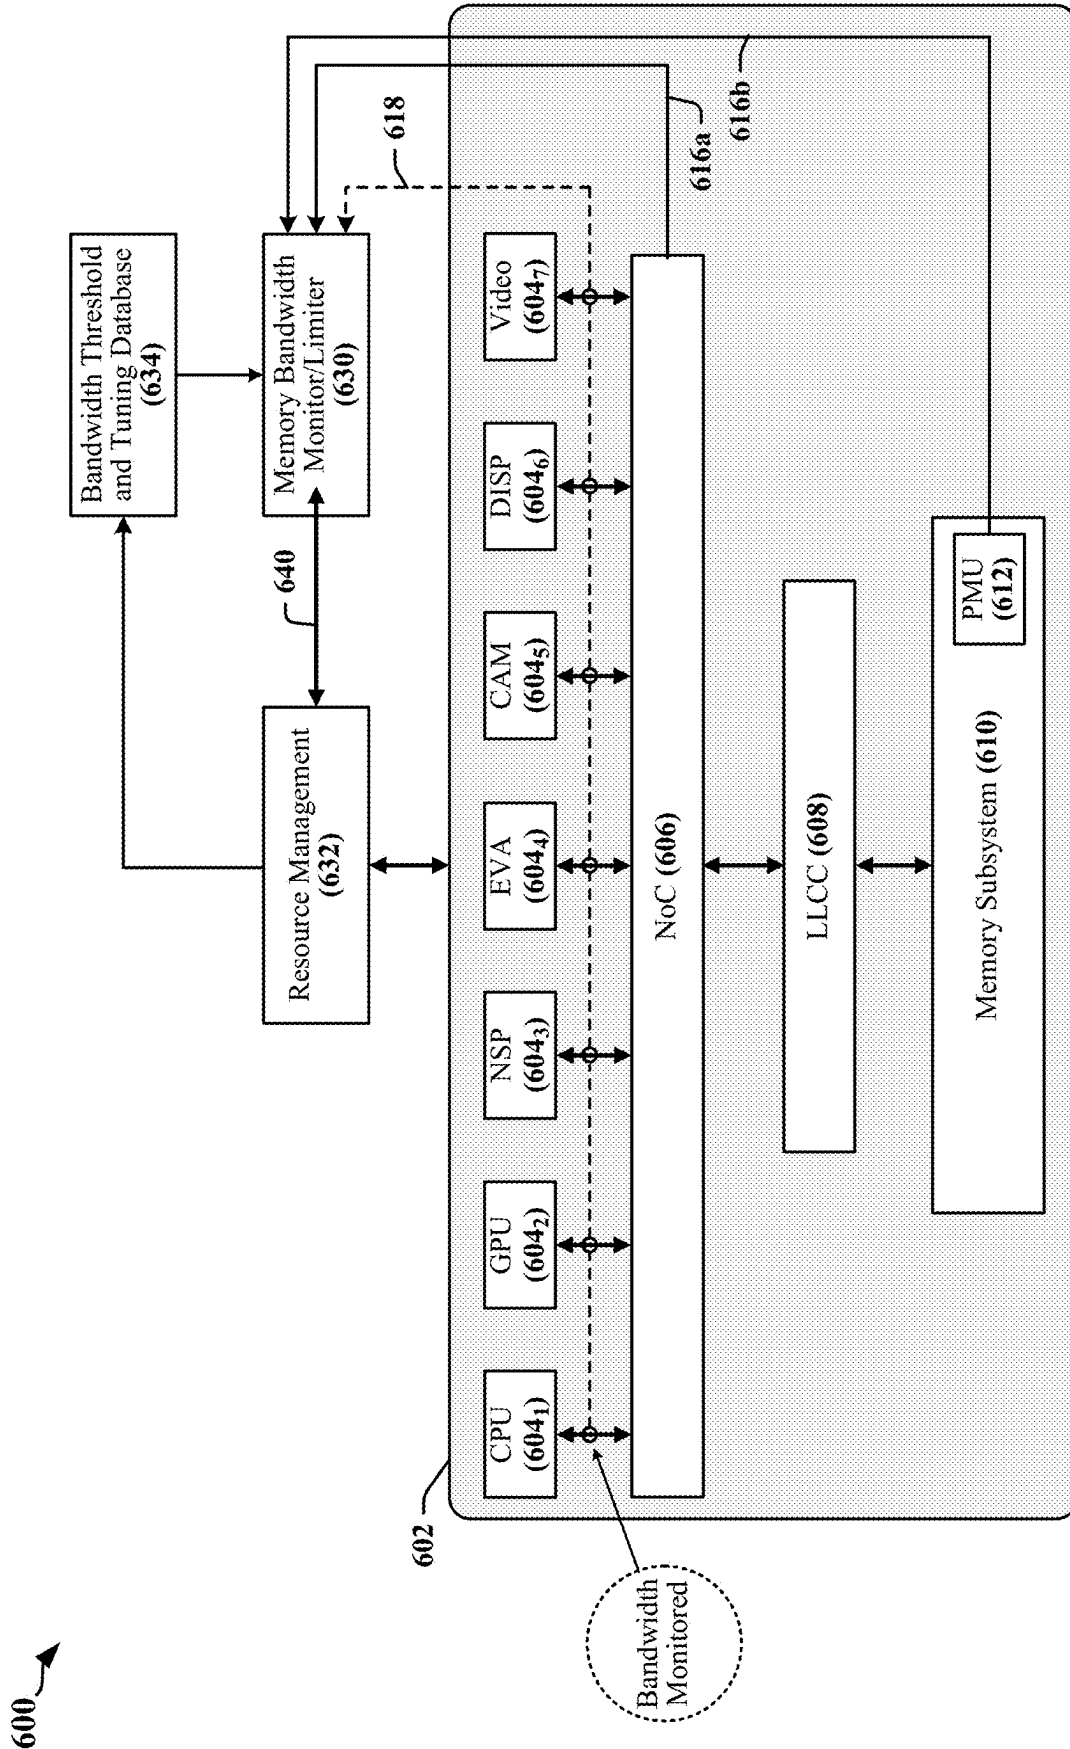 600
Bandwidth Threshold
and Tuning Database
(634)
Resource Management
(632)
640
Memory Bandwidth
Monitor/Limiter
(630)
618
602
CPU
(604₁)
GPU
(604₂)
NSP
(604₃)
EVA
(604₄)
CAM
(604₅)
DISP
(604₆)
Video
(604₇)
Bandwidth
Monitored
NoC (606)
616a
616b
LLCC (608)
Memory Subsystem (610)
PMU
(612)